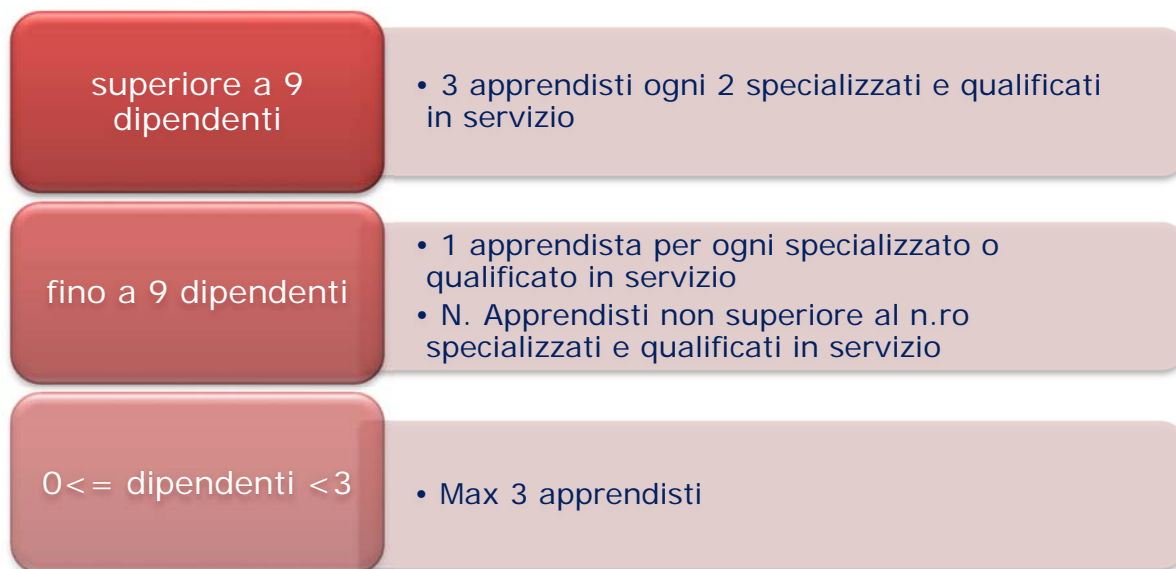 superiore a 9
dipendenti
• 3 apprendisti ogni 2 specializzati e qualificati
in servizio
fino a 9 dipendenti
• 1 apprendista per ogni specializzato o
qualificato in servizio
• N. Apprendisti non superiore al n.ro
specializzati e qualificati in servizio
0<= dipendenti <3
• Max 3 apprendisti